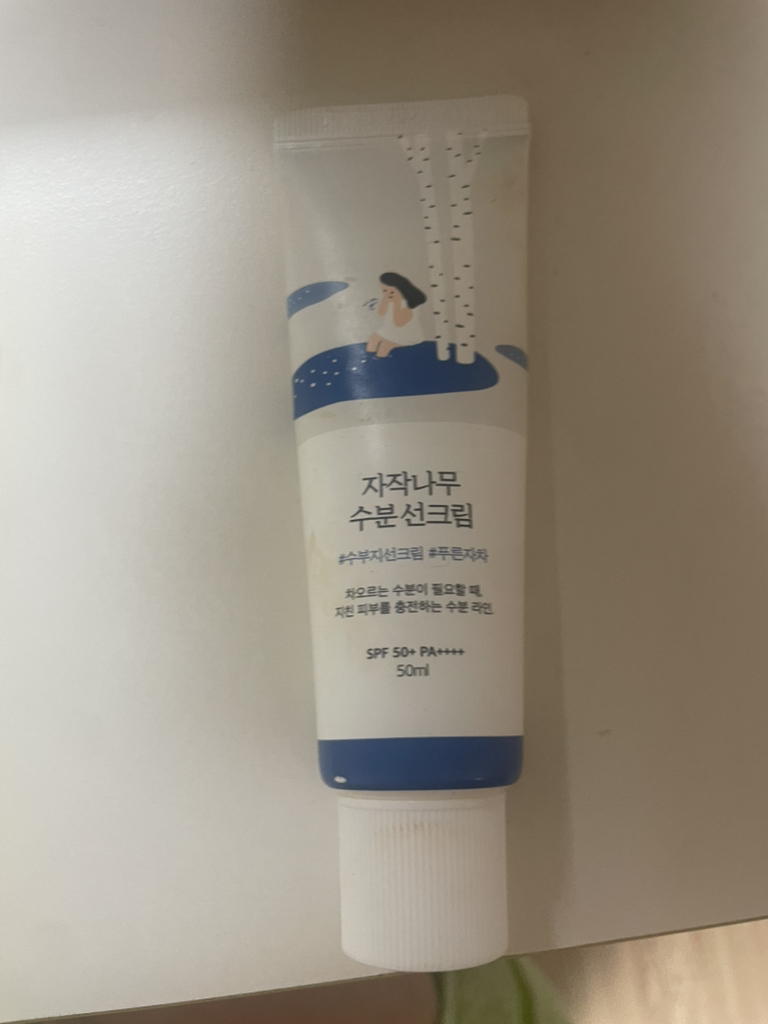 자작나무
수분 선크림
#수부지선크림 #푸른자차
차오르는 수분이 필요할 때,
지친 피부를 충전하는 수분 라인.
SPF 50+ PA++++
50ml